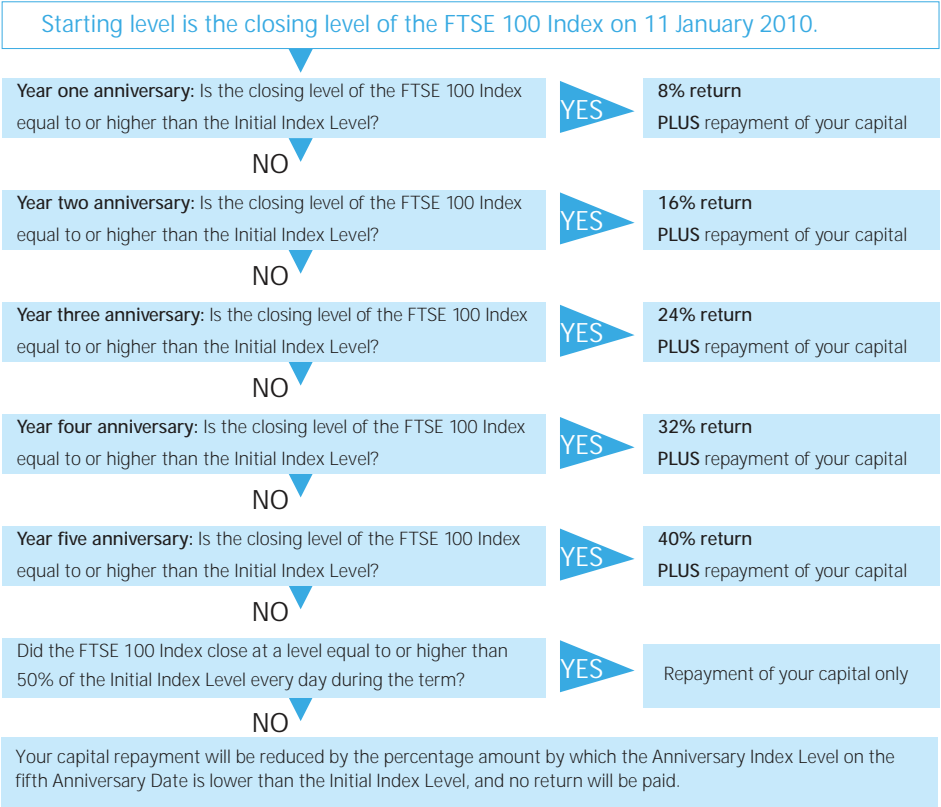 Starting level is the closing level of the FTSE 100 Index on 11 January 2010.
Year one anniversary: Is the closing level of the FTSE 100 Index
equal to or higher than the Initial Index Level?
YES
8% return
PLUS repayment of your capital
NO
Year two anniversary: Is the closing level of the FTSE 100 Index
equal to or higher than the Initial Index Level?
YES
16% return
PLUS repayment of your capital
NO
Year three anniversary: Is the closing level of the FTSE 100 Index
equal to or higher than the Initial Index Level?
YES
24% return
PLUS repayment of your capital
NO
Year four anniversary: Is the closing level of the FTSE 100 Index
equal to or higher than the Initial Index Level?
YES
32% return
PLUS repayment of your capital
NO
Year five anniversary: Is the closing level of the FTSE 100 Index
equal to or higher than the Initial Index Level?
YES
40% return
PLUS repayment of your capital
NO
Did the FTSE 100 Index close at a level equal to or higher than
50% of the Initial Index Level every day during the term?
YES
Repayment of your capital only
NO
Your capital repayment will be reduced by the percentage amount by which the Anniversary Index Level on the
fifth Anniversary Date is lower than the Initial Index Level, and no return will be paid.